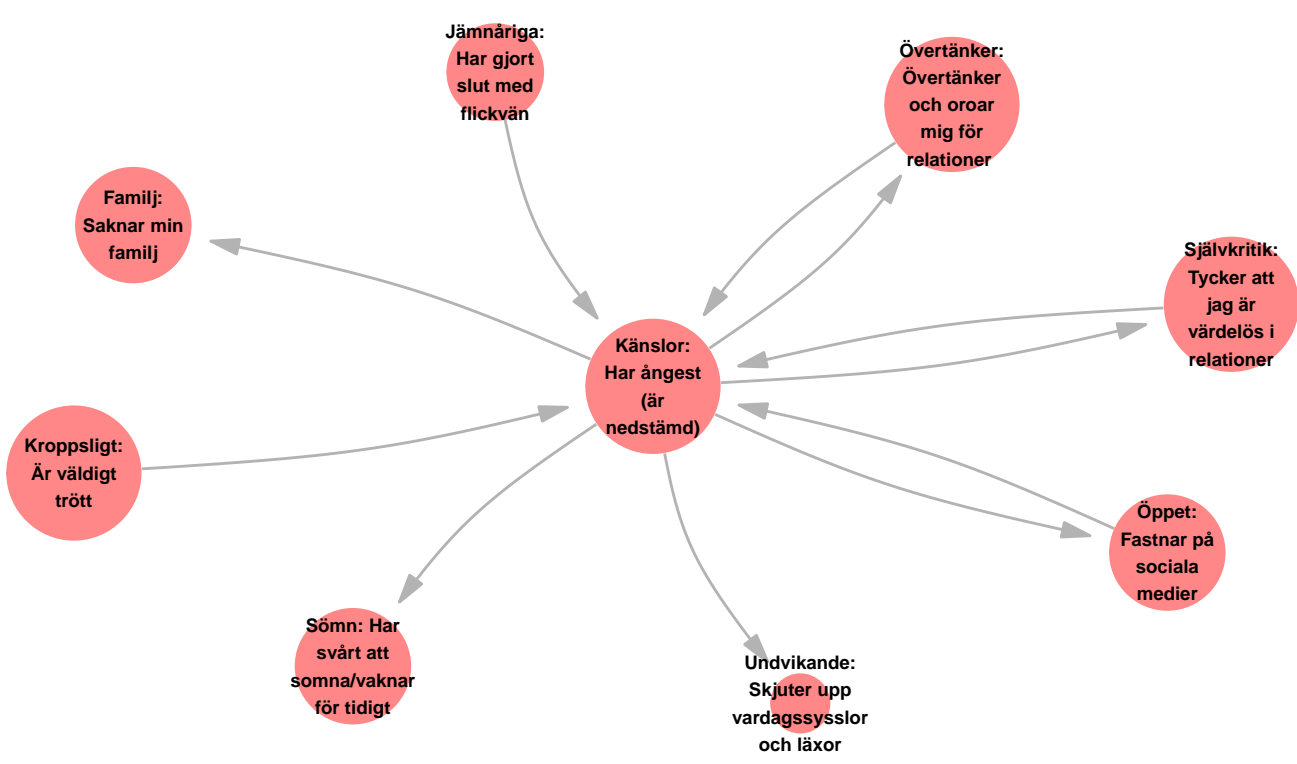 Jämnåriga:
Har gjort
slut med
flickvän
Övertänker:
Övertänker
och oroar
mig för
relationer
Familj:
Saknar min
familj
Självkritik:
Tycker att
jag är
värdelös i
relationer
Känslor:
Har ångest
(är
nedstämd)
Kroppsligt:
Är väldigt
trött
Öppet:
Fastnar på
sociala
medier
Sömn: Har
svårt att
somna/vaknar
för tidigt
Undvikande:
Skjuter upp
vardagssysslor
och läxor